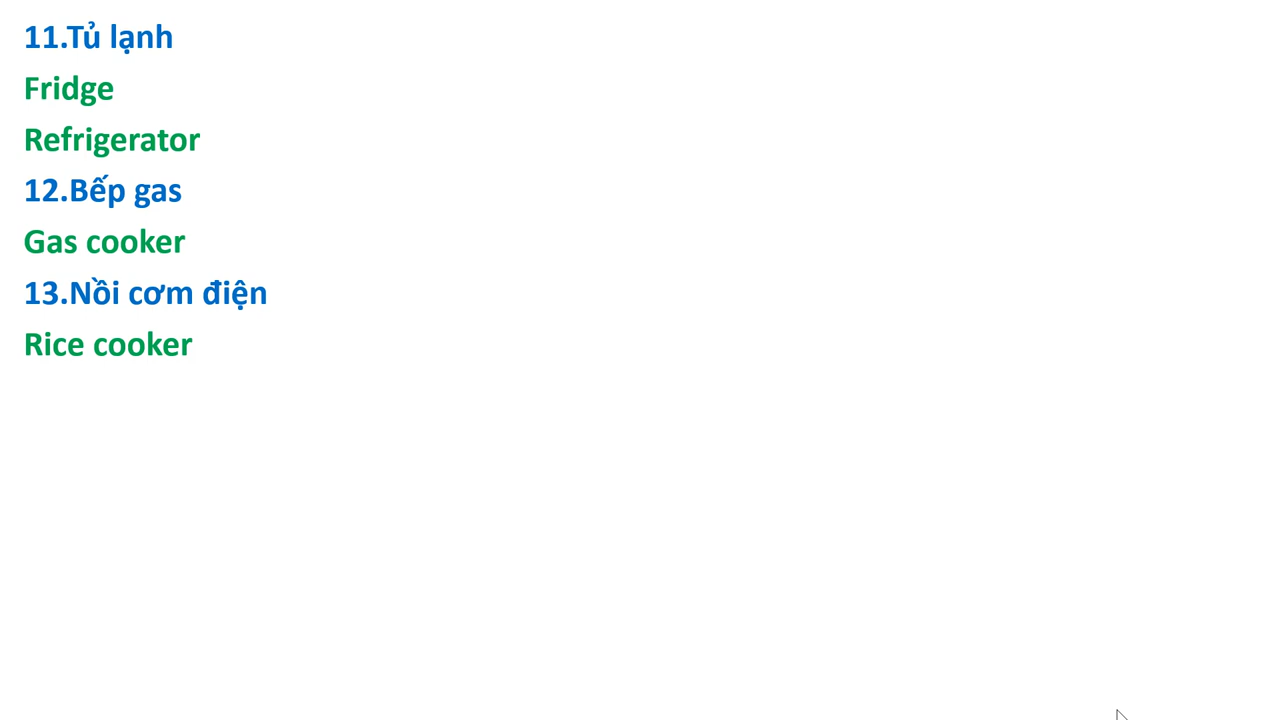 11.Tủ lạnh
Fridge
Refrigerator
12.Bếp gas
Gas cooker
13.Nồi cơm điện
Rice cooker